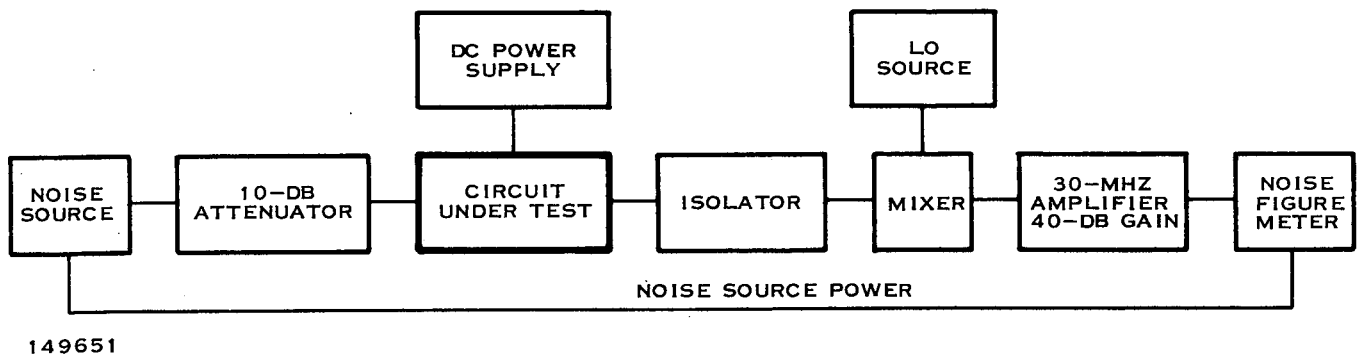 DC POWER
SUPPLY
LO
SOURCE
NOISE
SOURCE
10-DB
ATTENUATOR
CIRCUIT
UNDER TEST
ISOLATOR
MIXER
30-MHZ
AMPLIFIER
40-DB GAIN
NOISE
FIGURE
METER
NOISE SOURCE POWER
149651